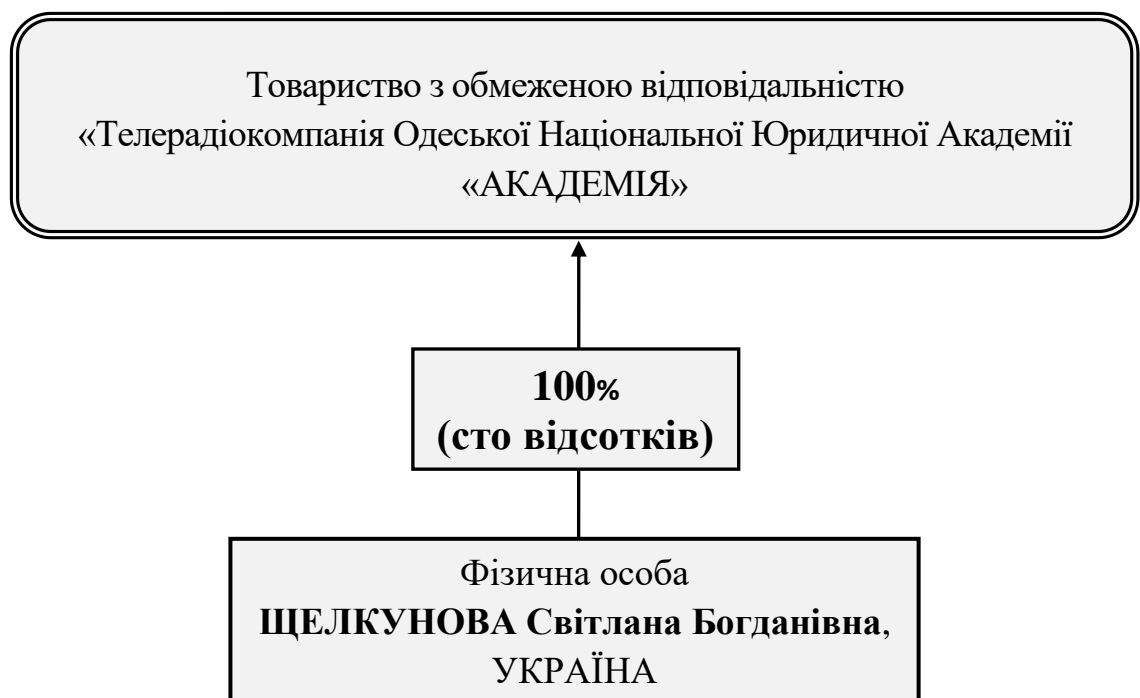 Товариство з обмеженою відповідальністю
«Телерадіокомпанія Одеської Національної Юридичної Академії
«АКАДЕМІЯ»
100%
(сто відсотків)
Фізична особа
ЩЕЛКУНОВА Світлана Богданівна,
УКРАЇНА